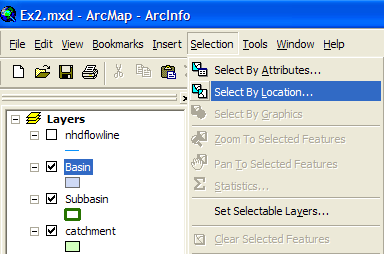 Ex2.mxd - ArcMap - ArcInfo
File Edit View Bookmarks Insert Selection Tools Window Help
Select By Attributes...
Select By Location...
Select By Graphics
Zoom To Selected Features
Pan To Selected Features
Statistics...
Set Selectable Layers...
Clear Selected Features
Layers
nhdflowline
Basin
Subbasin
catchment